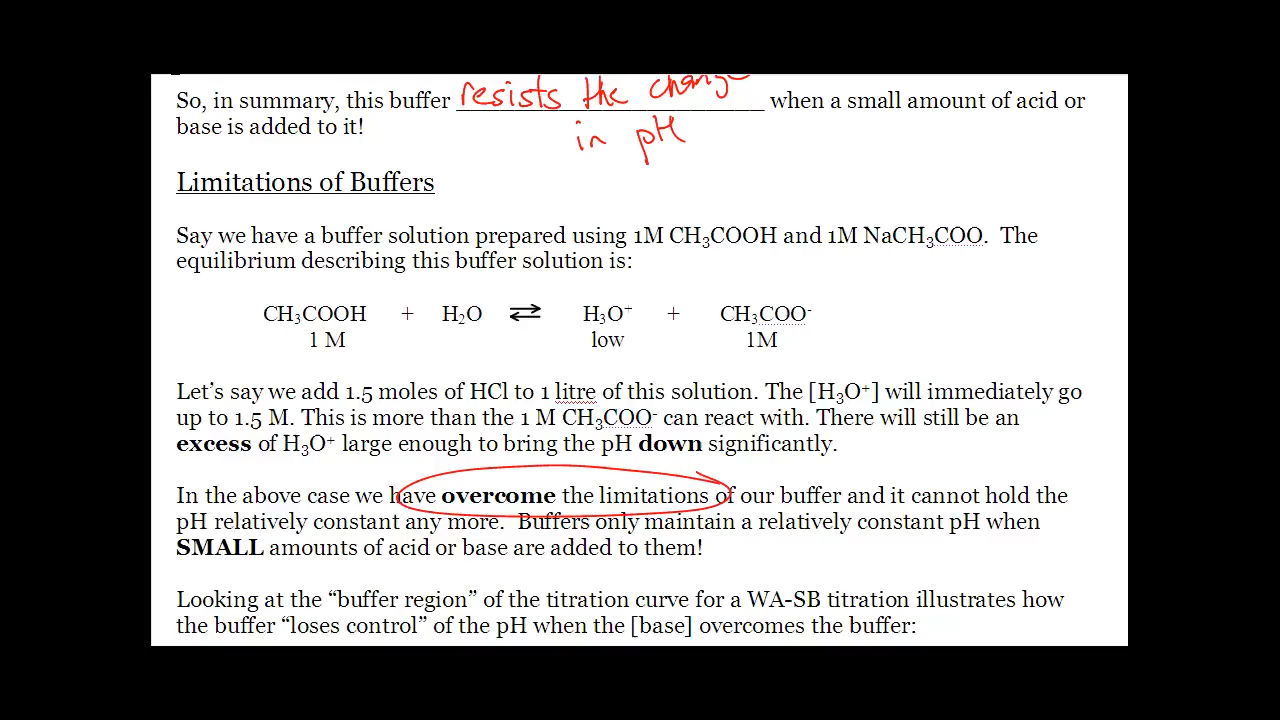 So, in summary, this buffer resists the change when a small amount of acid or
in pH
base is added to it!
Limitations of Buffers
Say we have a buffer solution prepared using 1M CH₃COOH and 1M NaCH₃COO. The
equilibrium describing this buffer solution is:
CH₃COOH + H₂O ⇄ H₃O⁺ + CH₃COO⁻
1 M low 1M
Let's say we add 1.5 moles of HCl to 1 litre of this solution. The [H₃O⁺] will immediately go
up to 1.5 M. This is more than the 1 M CH₃COO⁻ can react with. There will still be an
excess of H₃O⁺ large enough to bring the pH down significantly.
In the above case we have overcome the limitations of our buffer and it cannot hold the
pH relatively constant any more. Buffers only maintain a relatively constant pH when
SMALL amounts of acid or base are added to them!
Looking at the “buffer region” of the titration curve for a WA-SB titration illustrates how
the buffer “loses control” of the pH when the [base] overcomes the buffer: